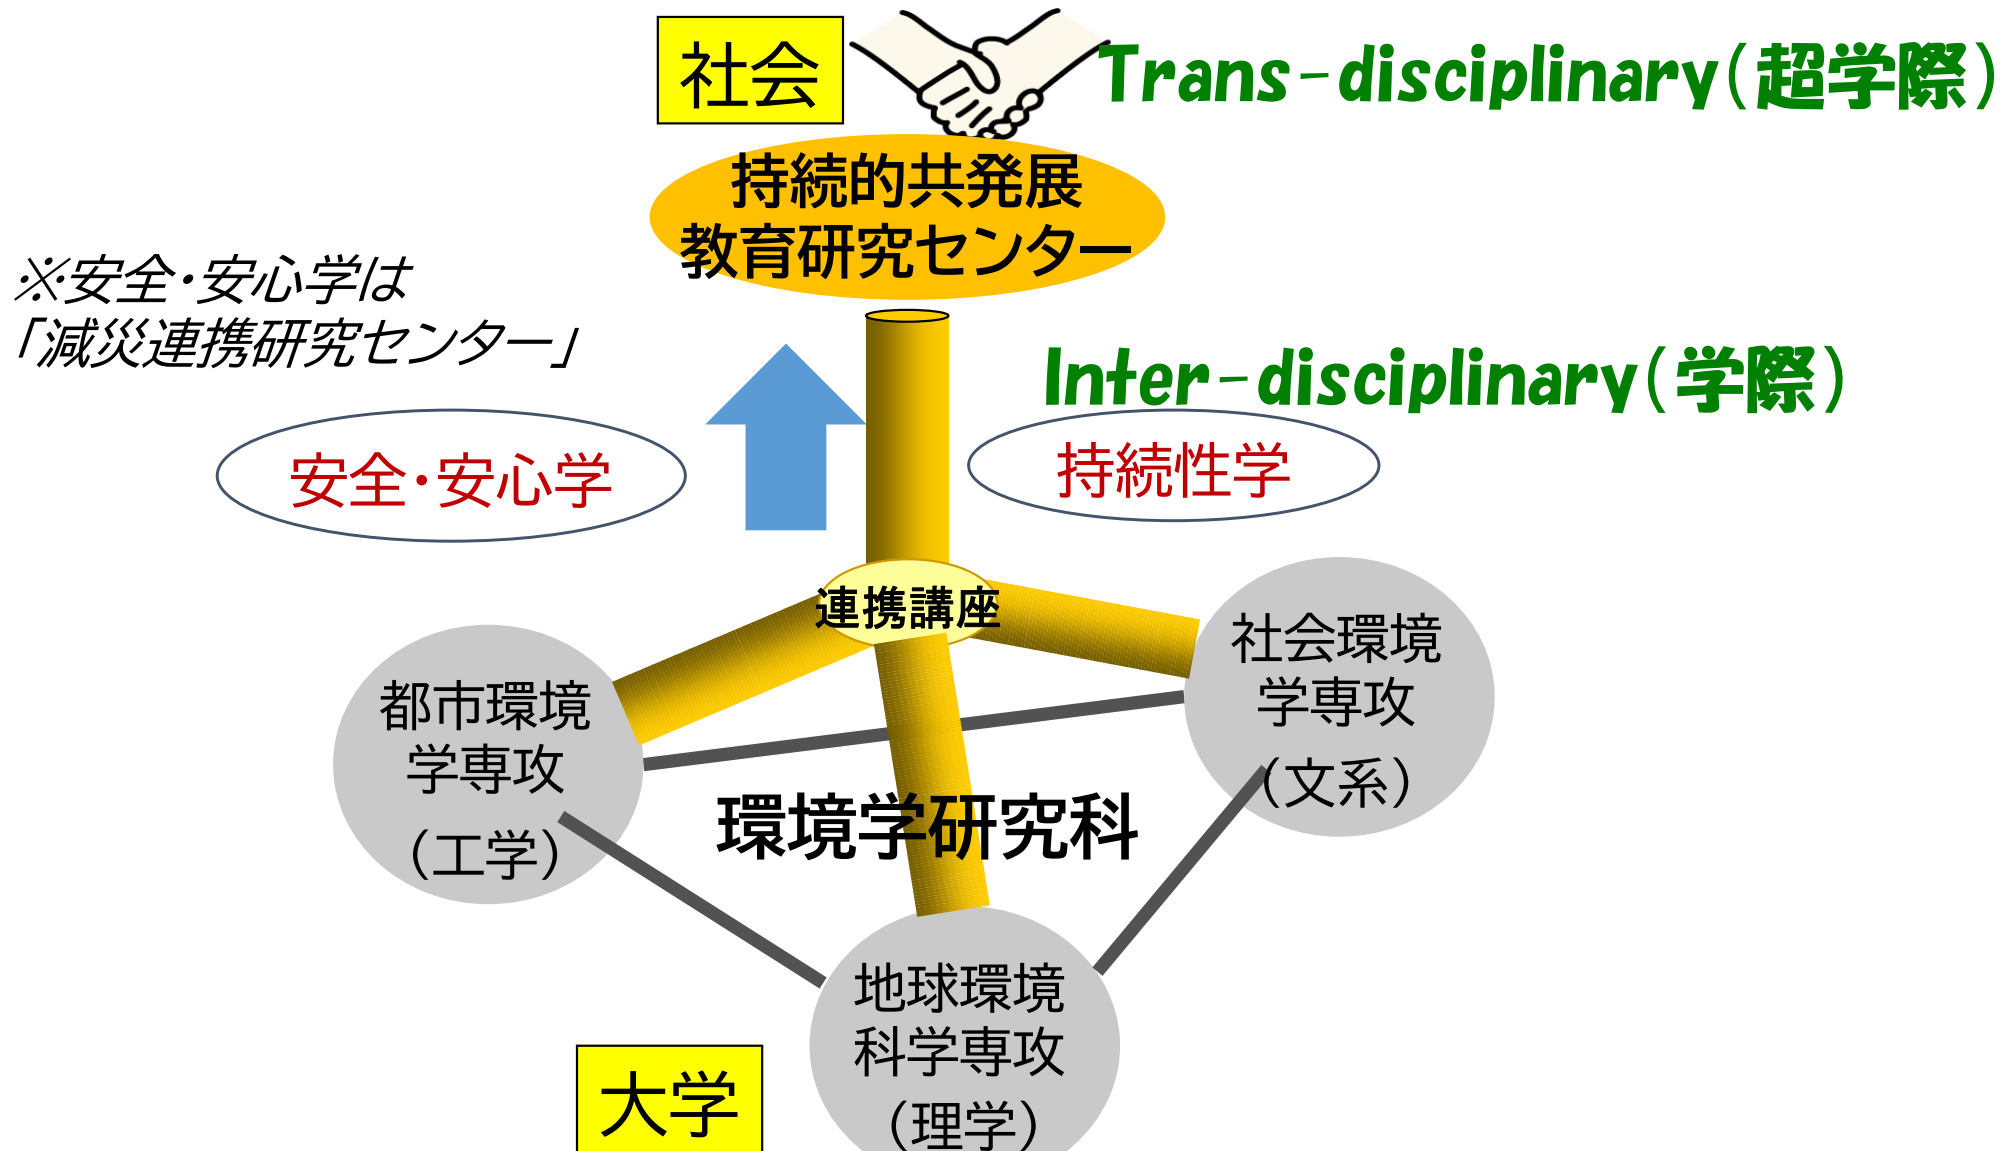 社会
Trans-disciplinary(超学際)
持続的共発展
教育研究センター
※安全・安心学は
「減災連携研究センター」
Inter-disciplinary(学際)
安全・安心学
持続性学
連携講座
社会環境
学専攻
（文系）
都市環境
学専攻
（工学）
環境学研究科
地球環境
科学専攻
（理学）
大学